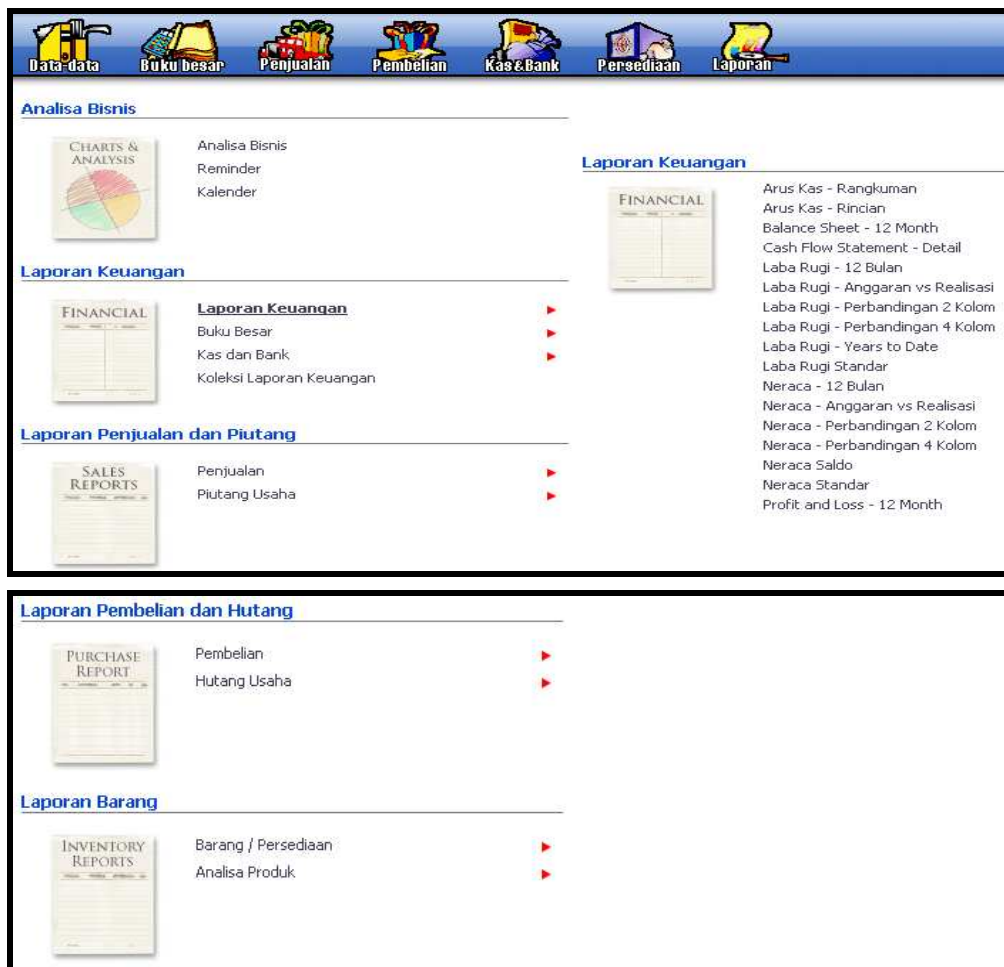 Data-data Buku besar Penjualan Pembelian Kas&Bank Persediaan Laporan
Analisa Bisnis
CHARTS &
ANALYSIS
Analisa Bisnis
Reminder
Kalender
Laporan Keuangan
FINANCIAL
Laporan Keuangan
Buku Besar
Kas dan Bank
Koleksi Laporan Keuangan
Laporan Penjualan dan Piutang
SALES
REPORTS
Penjualan
Piutang Usaha
Laporan Keuangan
FINANCIAL
Arus Kas - Rangkuman
Arus Kas - Rincian
Balance Sheet - 12 Month
Cash Flow Statement - Detail
Laba Rugi - 12 Bulan
Laba Rugi - Anggaran vs Realisasi
Laba Rugi - Perbandingan 2 Kolom
Laba Rugi - Perbandingan 4 Kolom
Laba Rugi - Years to Date
Laba Rugi Standar
Neraca - 12 Bulan
Neraca - Anggaran vs Realisasi
Neraca - Perbandingan 2 Kolom
Neraca - Perbandingan 4 Kolom
Neraca Saldo
Neraca Standar
Profit and Loss - 12 Month
Laporan Pembelian dan Hutang
PURCHASE
REPORT
Pembelian
Hutang Usaha
Laporan Barang
INVENTORY
REPORTS
Barang / Persediaan
Analisa Produk